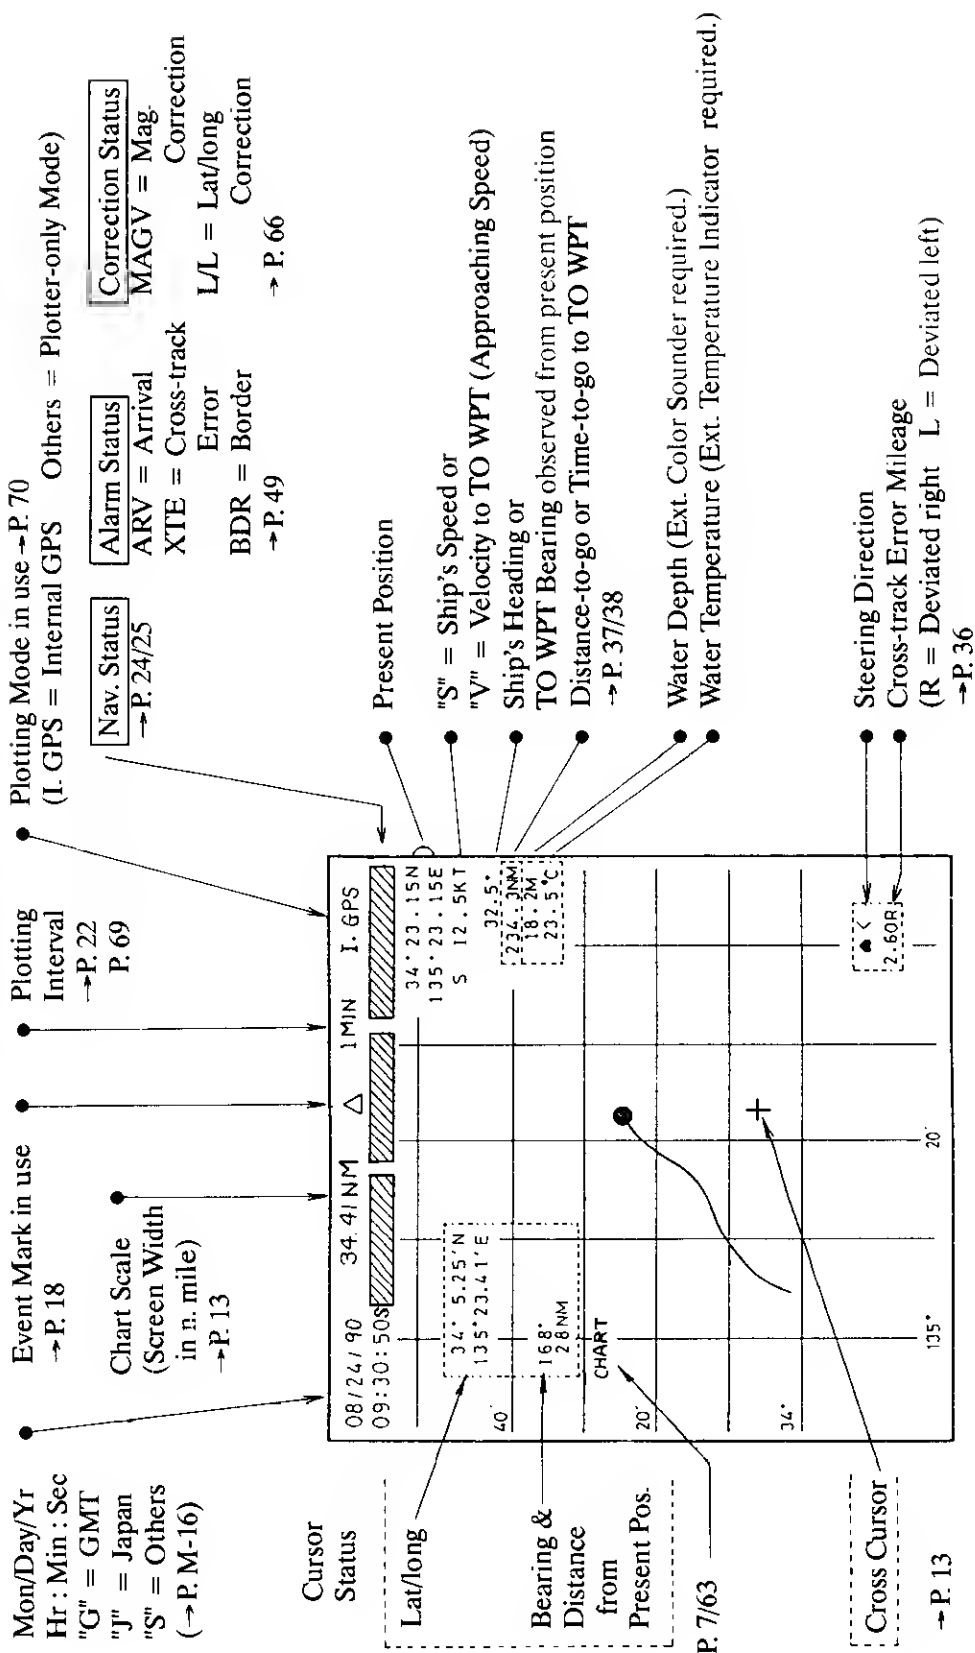 Mon/Day/Yr
Hr : Min : Sec
"G" = GMT
"J" = Japan
"S" = Others
(→P. M-16)
Event Mark in use
→P. 18
Chart Scale
(Screen Width
in n. mile)
→P. 13
Plotting
Interval
→P. 22
P. 69
Plotting Mode in use →P. 70
(I. GPS = Internal GPS Others = Plotter-only Mode)
Nav. Status
→P. 24/25
Alarm Status
ARV = Arrival
XTE = Cross-track
Error
BDR = Border
→P. 49
Correction Status
MAGV = Mag.
Correction
L/L = Lat/long
Correction
→P. 66
Cursor
Status
Lat/long
Bearing &
Distance
from
Present Pos.
P. 7/63
Cross Cursor
→P. 13
08/24/90 34.41NM △ 1MIN I.GPS
09:30:50S
34° 5.25'N
135°23.41'E
168°
28NM
CHART
34°23.15N
135°23.15E
S 12.5KT
32.5°
234.3NM
18.2M
23.5°C
<
2.60R
40'
20'
34°
135°
20'
Present Position
"S" = Ship's Speed or
"V" = Velocity to TO WPT (Approaching Speed)
Ship's Heading or
TO WPT Bearing observed from present position
Distance-to-go or Time-to-go to TO WPT
→P. 37/38
Water Depth (Ext. Color Sounder required.)
Water Temperature (Ext. Temperature Indicator required.)
Steering Direction
Cross-track Error Mileage
(R = Deviated right L = Deviated left)
→P. 36